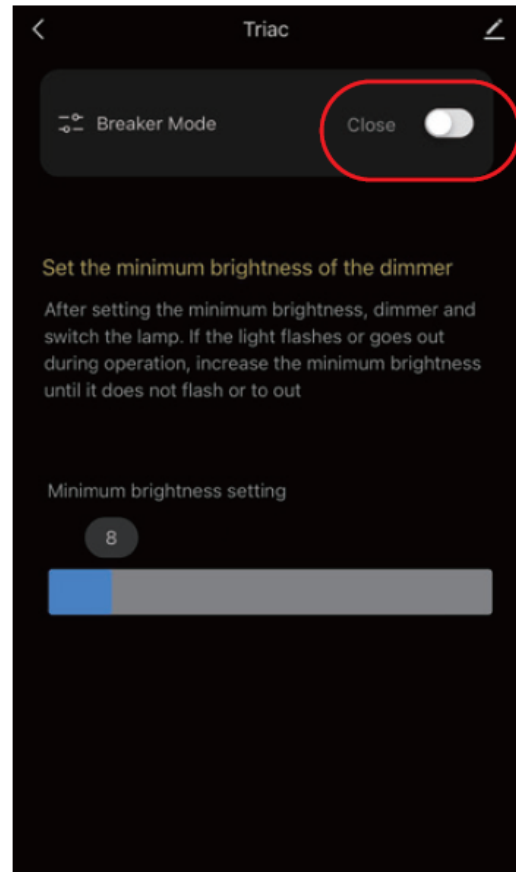 Triac
Breaker Mode
Close
Set the minimum brightness of the dimmer
After setting the minimum brightness, dimmer and
switch the lamp. If the light flashes or goes out
during operation, increase the minimum brightness
until it does not flash or to out
Minimum brightness setting
8